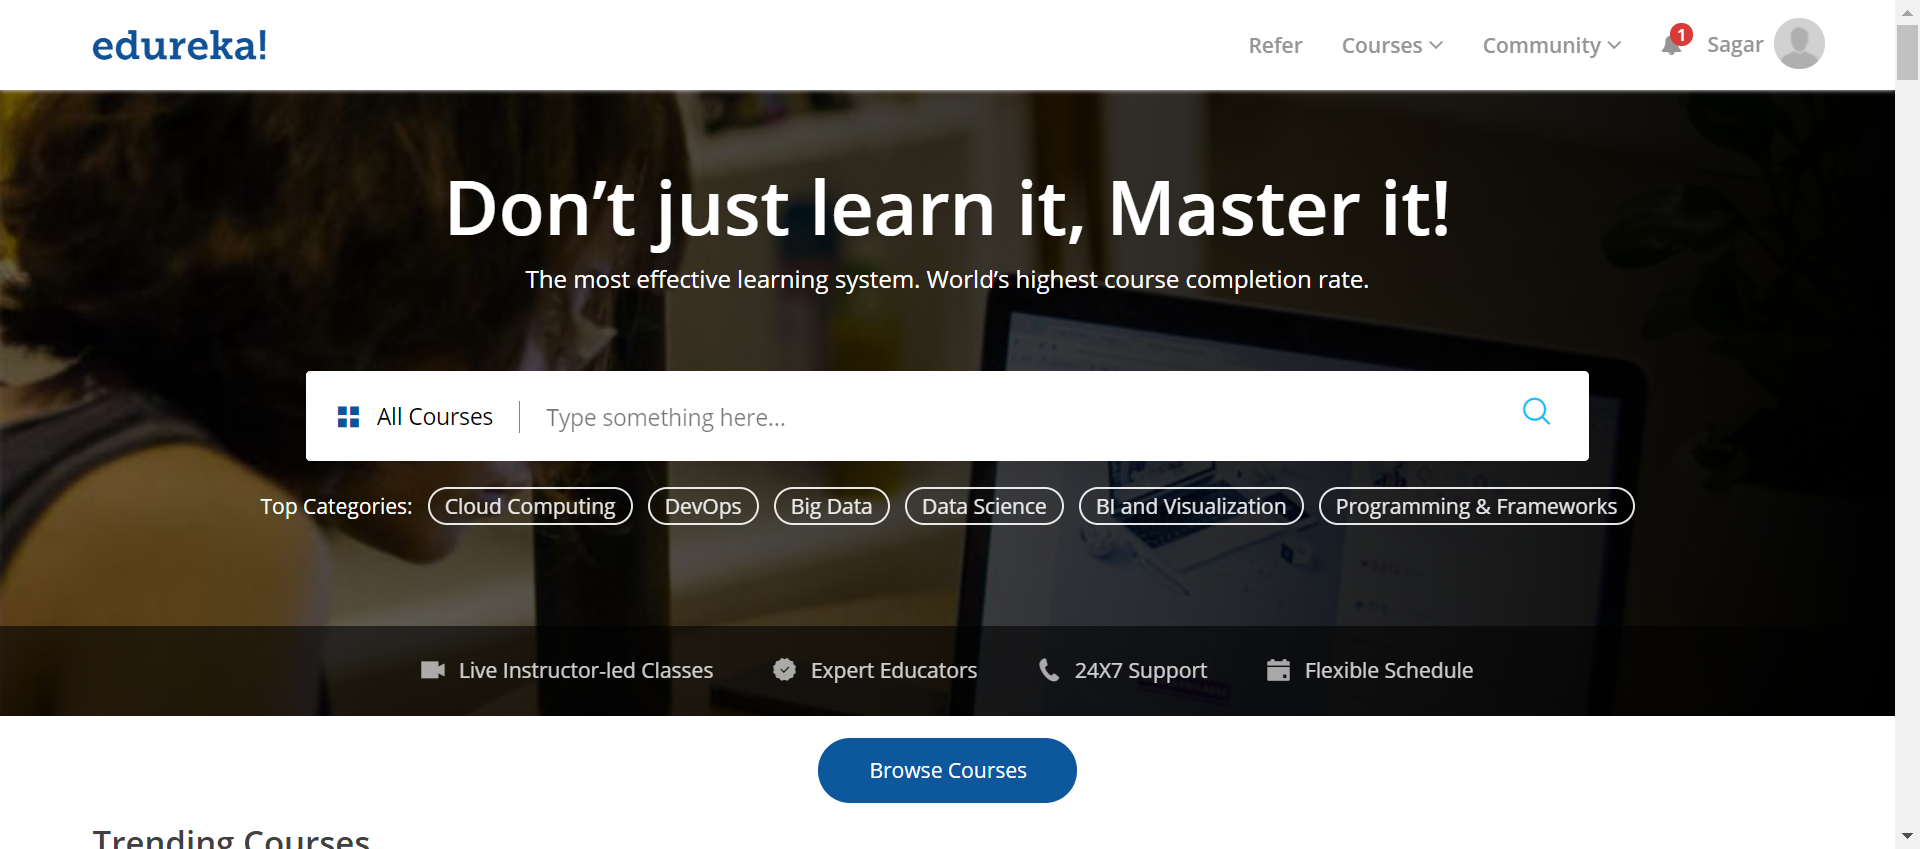 edureka!
Refer
Courses
Community
1
Sagar
Don’t just learn it, Master it!
The most effective learning system. World’s highest course completion rate.
All Courses
Type something here...
Top Categories:
Cloud Computing
DevOps
Big Data
Data Science
BI and Visualization
Programming & Frameworks
Live Instructor-led Classes
Expert Educators
24X7 Support
Flexible Schedule
Browse Courses
Trending Courses